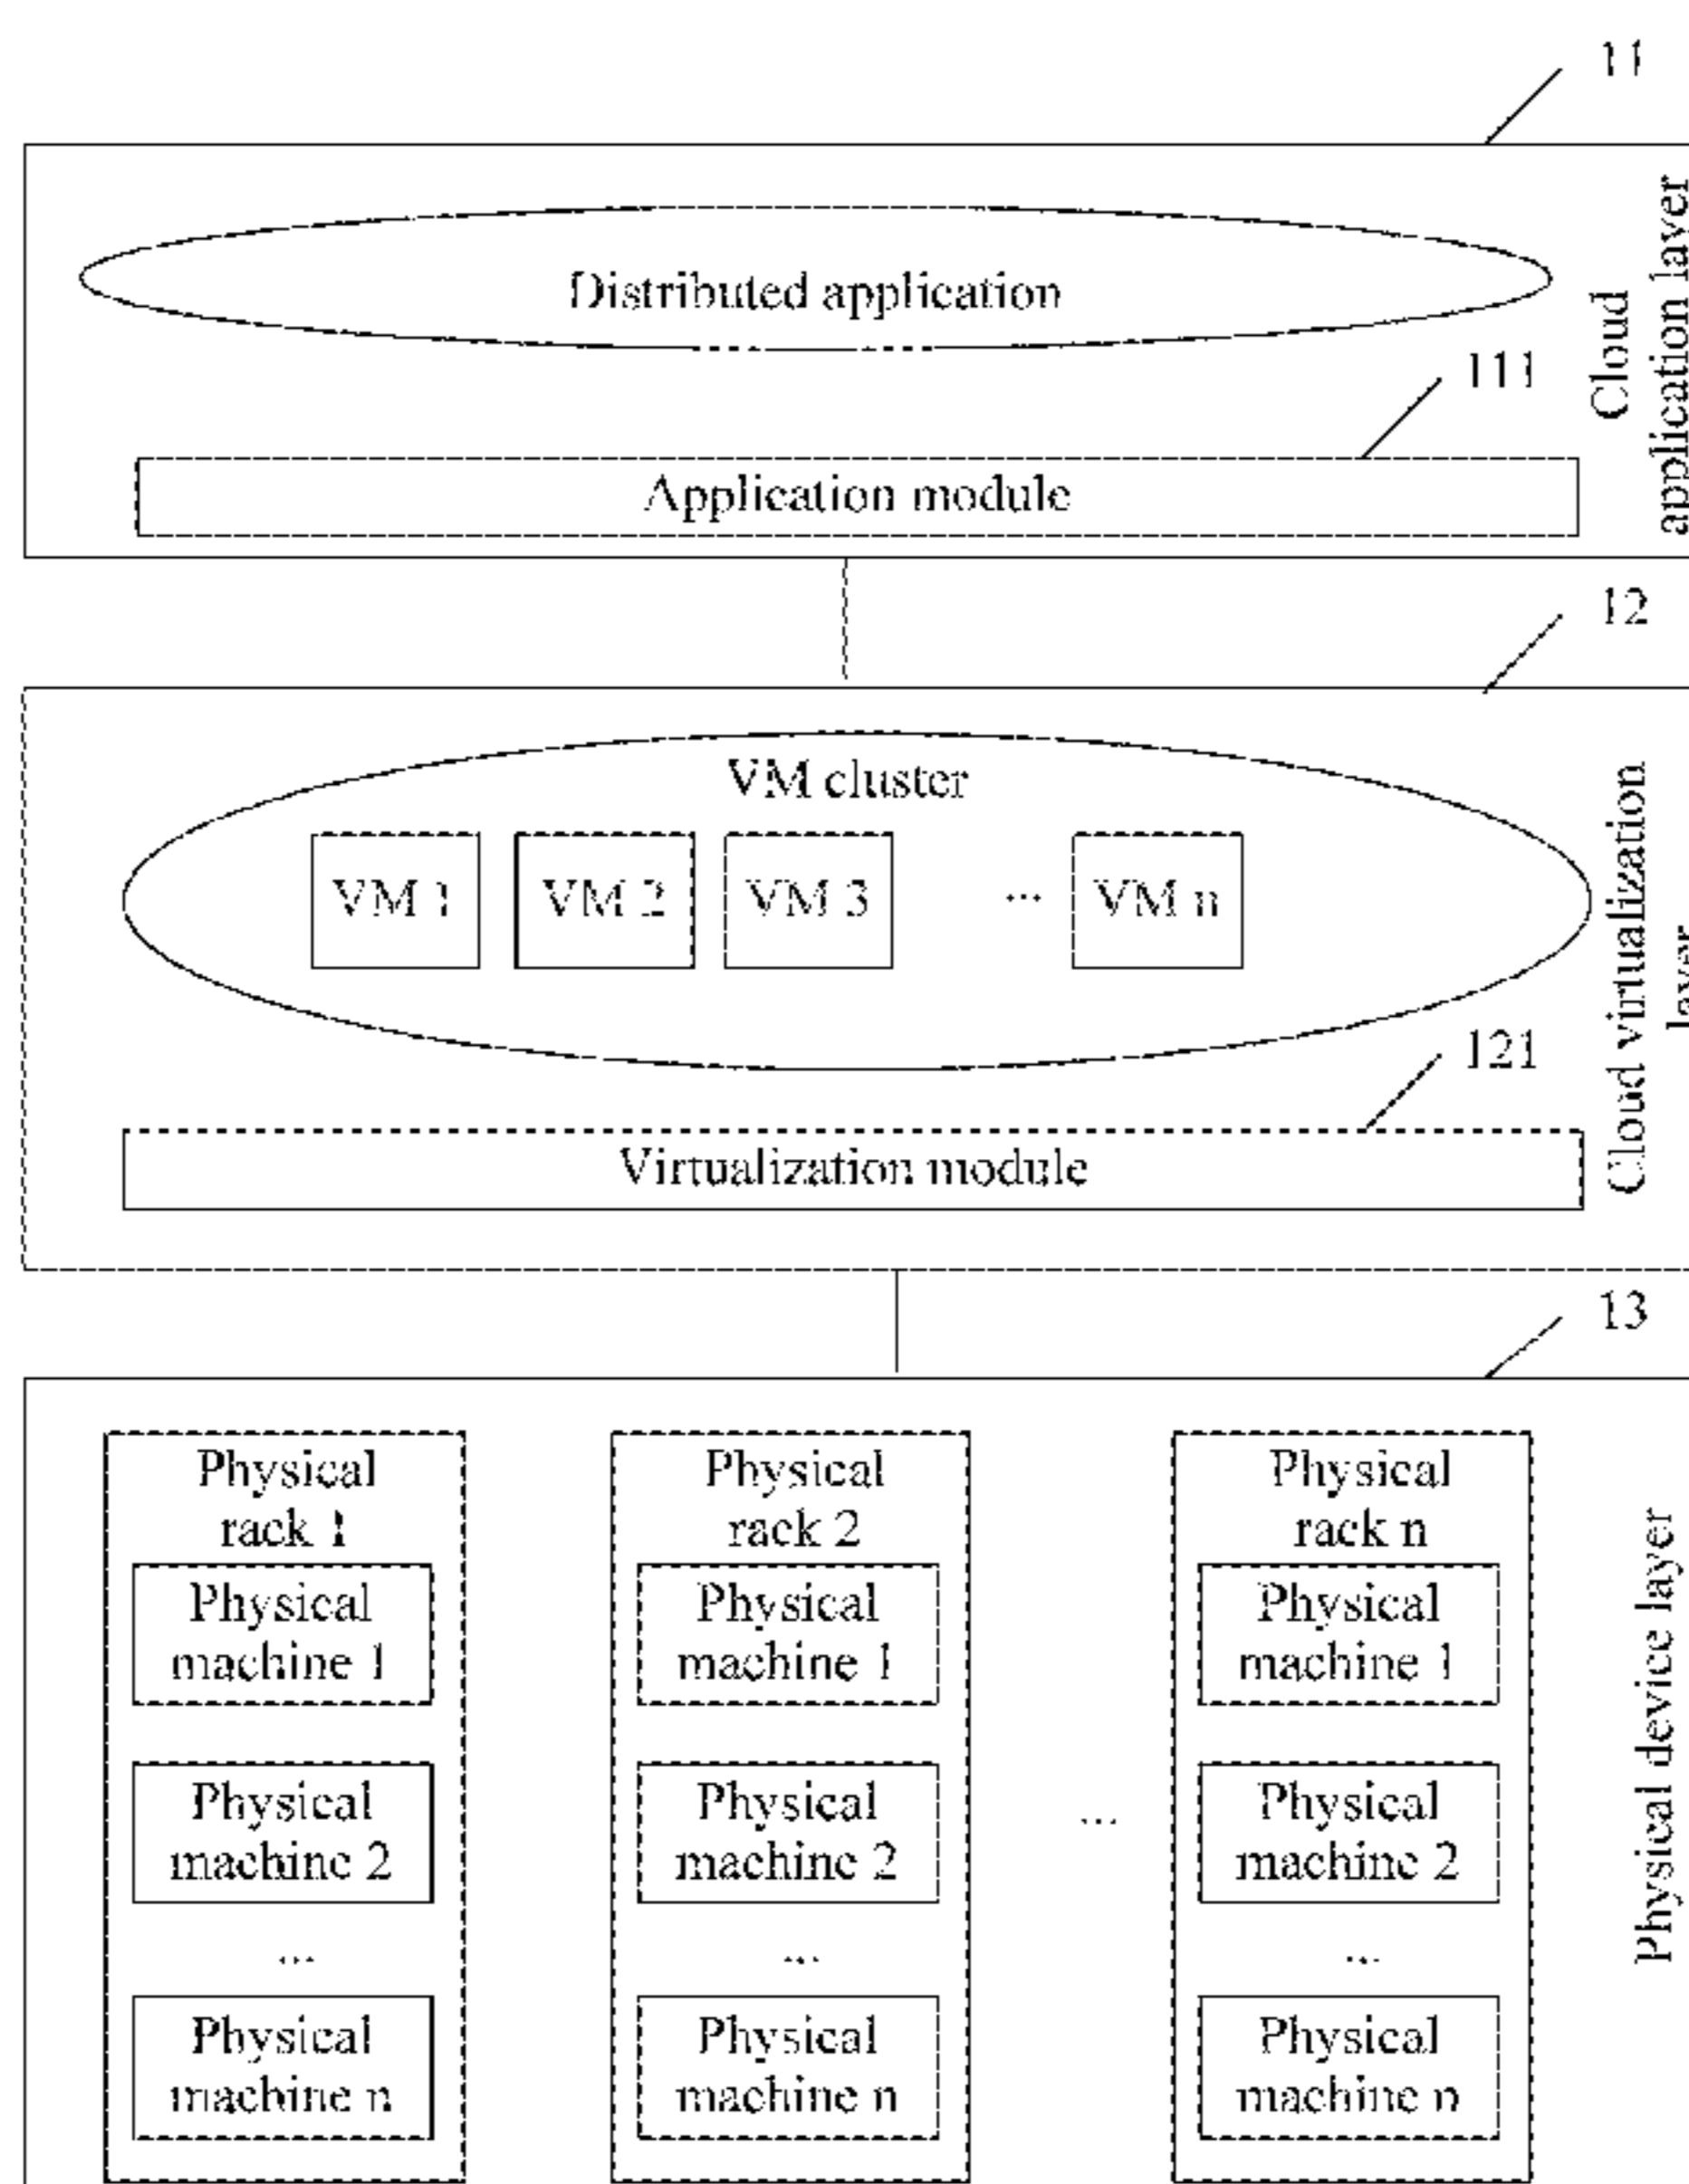 11
Distributed application
111
Application module
Cloud
application layer
12
VM cluster
VM 1
VM 2
VM 3
...
VM n
121
Virtualization module
Cloud virtualization
layer
13
Physical
rack 1
Physical
machine 1
Physical
machine 2
...
Physical
machine n
Physical
rack 2
Physical
machine 1
Physical
machine 2
...
Physical
machine n
...
Physical
rack n
Physical
machine 1
Physical
machine 2
...
Physical
machine n
Physical device layer